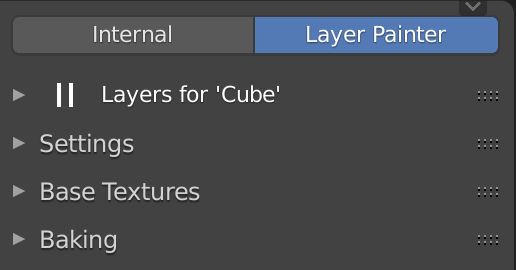 Internal Layer Painter
Layers for 'Cube'
Settings
Base Textures
Baking